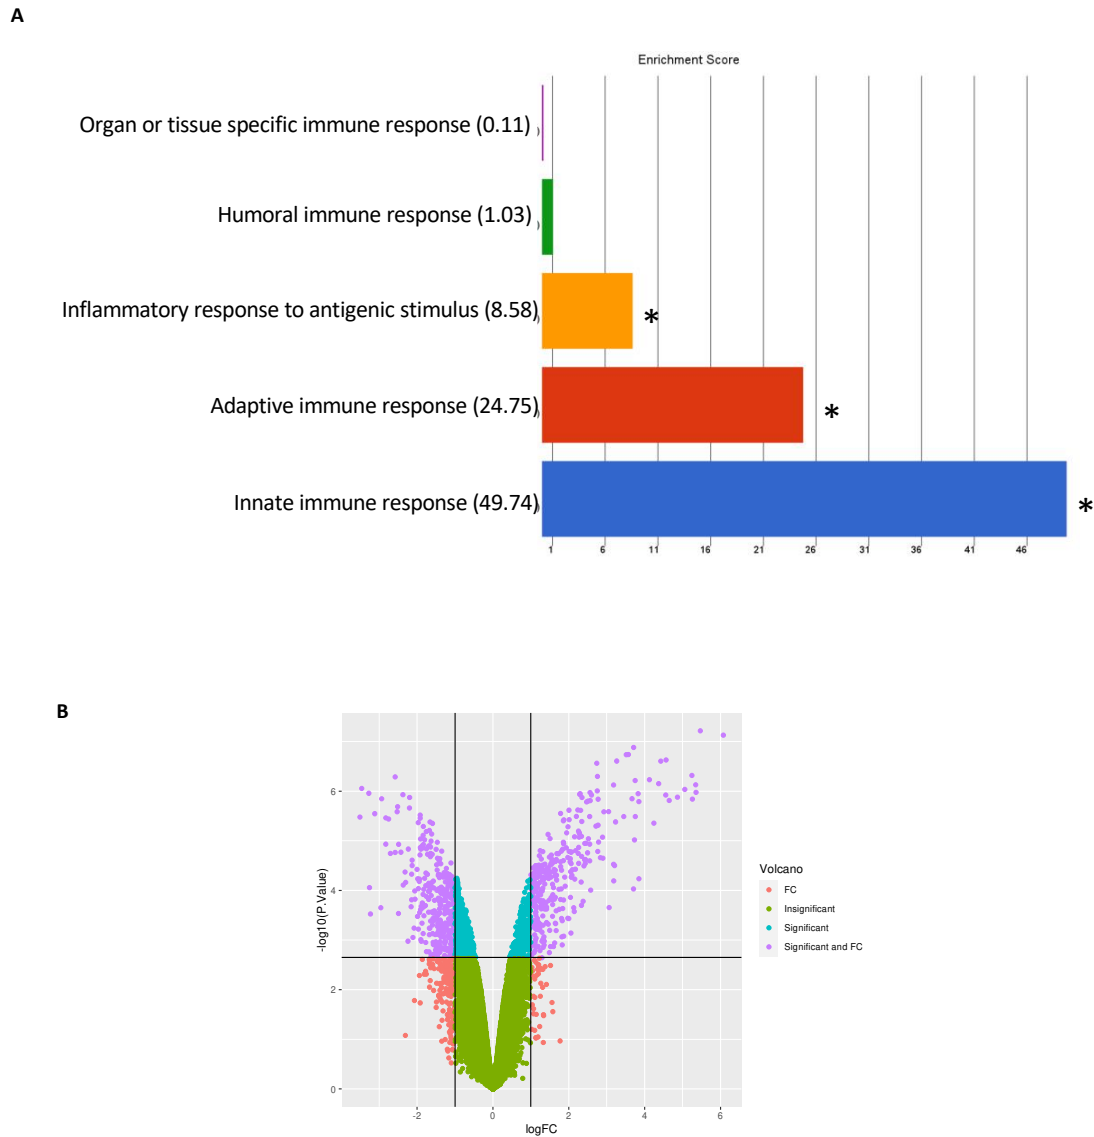 A
Enrichment Score
Organ or tissue specific immune response (0.11)
Humoral immune response (1.03)
Inflammatory response to antigenic stimulus (8.58)
*
Adaptive immune response (24.75)
*
Innate immune response (49.74)
*
1 6 11 16 21 26 31 36 41 46
B
-log10(P.Value)
6
4
2
0
-2 0 2 4 6
logFC
Volcano
FC
Insignificant
Significant
Significant and FC